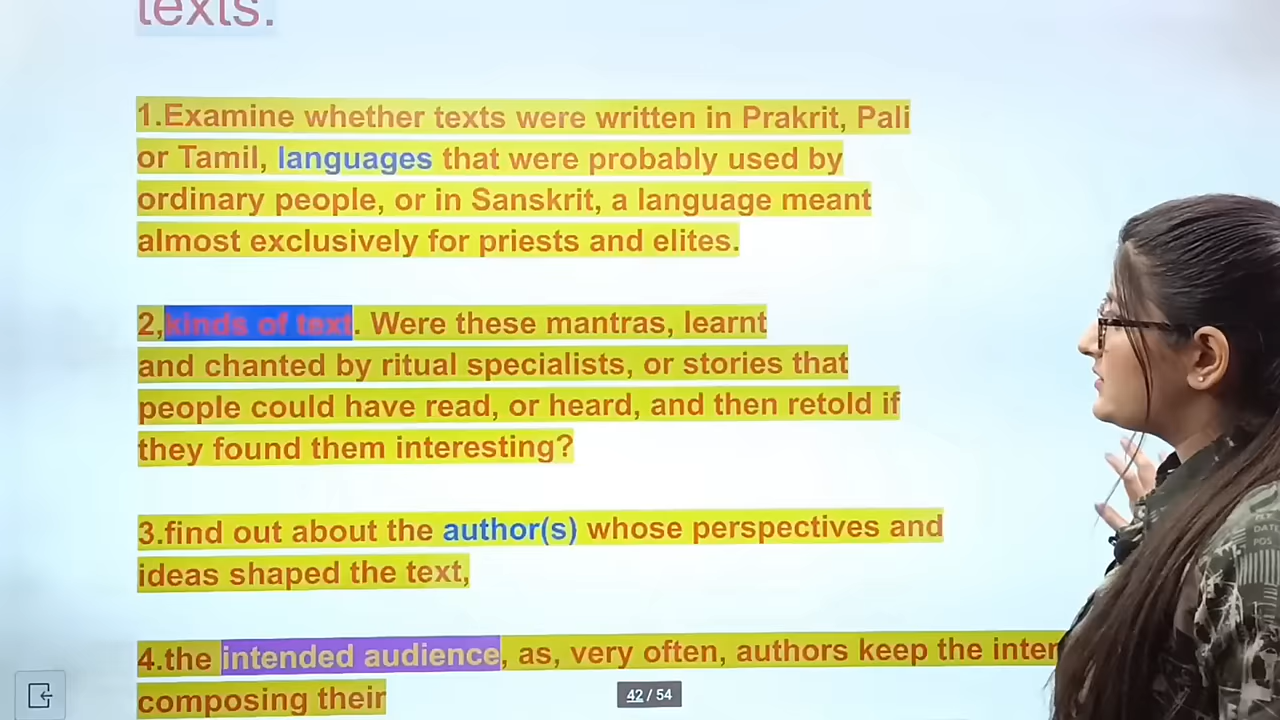 texts.
1.Examine whether texts were written in Prakrit, Pali
or Tamil, languages that were probably used by
ordinary people, or in Sanskrit, a language meant
almost exclusively for priests and elites.
2,kinds of text. Were these mantras, learnt
and chanted by ritual specialists, or stories that
people could have read, or heard, and then retold if
they found them interesting?
3.find out about the author(s) whose perspectives and
ideas shaped the text,
4.the intended audience, as, very often, authors keep the
composing their
42 / 54